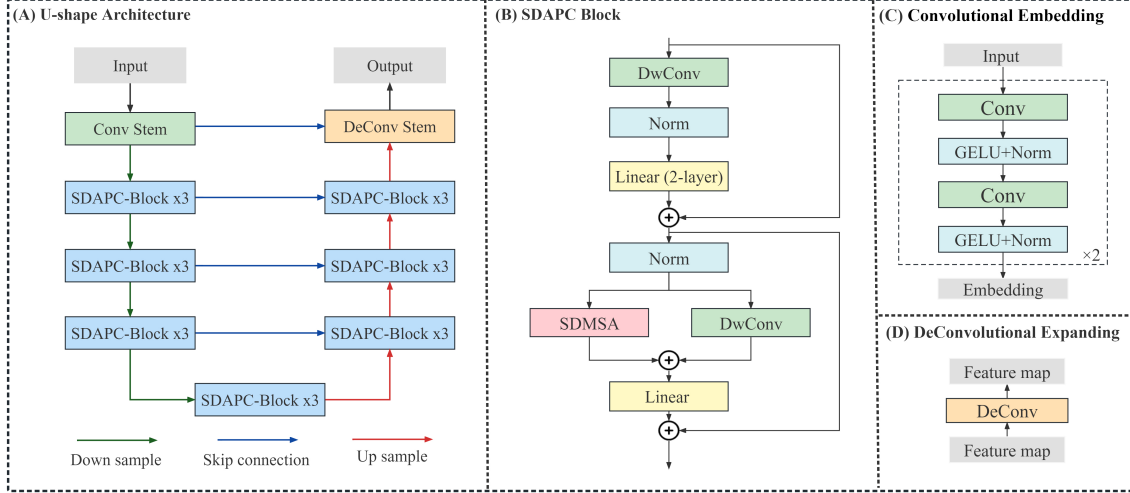 (A) U-shape Architecture
Input
Output
Conv Stem
DeConv Stem
SDAPC-Block x3
SDAPC-Block x3
SDAPC-Block x3
SDAPC-Block x3
SDAPC-Block x3
SDAPC-Block x3
SDAPC-Block x3
Down sample
Skip connection
Up sample
(B) SDAPC Block
DwConv
Norm
Linear (2-layer)
+
Norm
SDMSA
DwConv
+
Linear
+
(C) Convolutional Embedding
Input
Conv
GELU+Norm
Conv
GELU+Norm
×2
Embedding
(D) DeConvolutional Expanding
Feature map
DeConv
Feature map